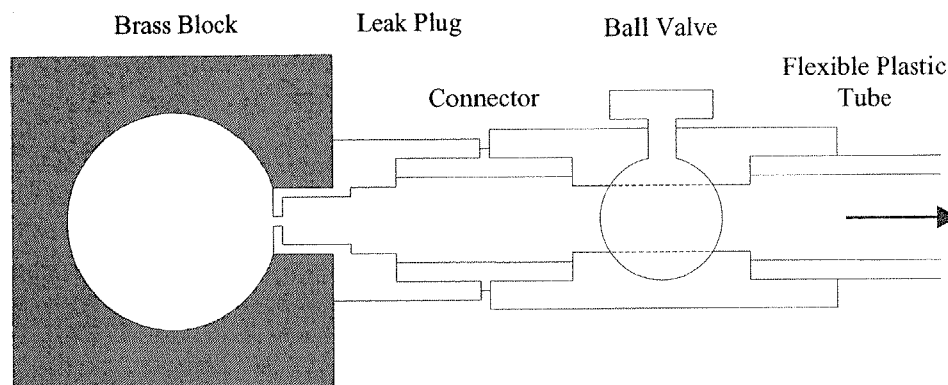 Brass Block
Leak Plug
Ball Valve
Connector
Flexible Plastic
Tube